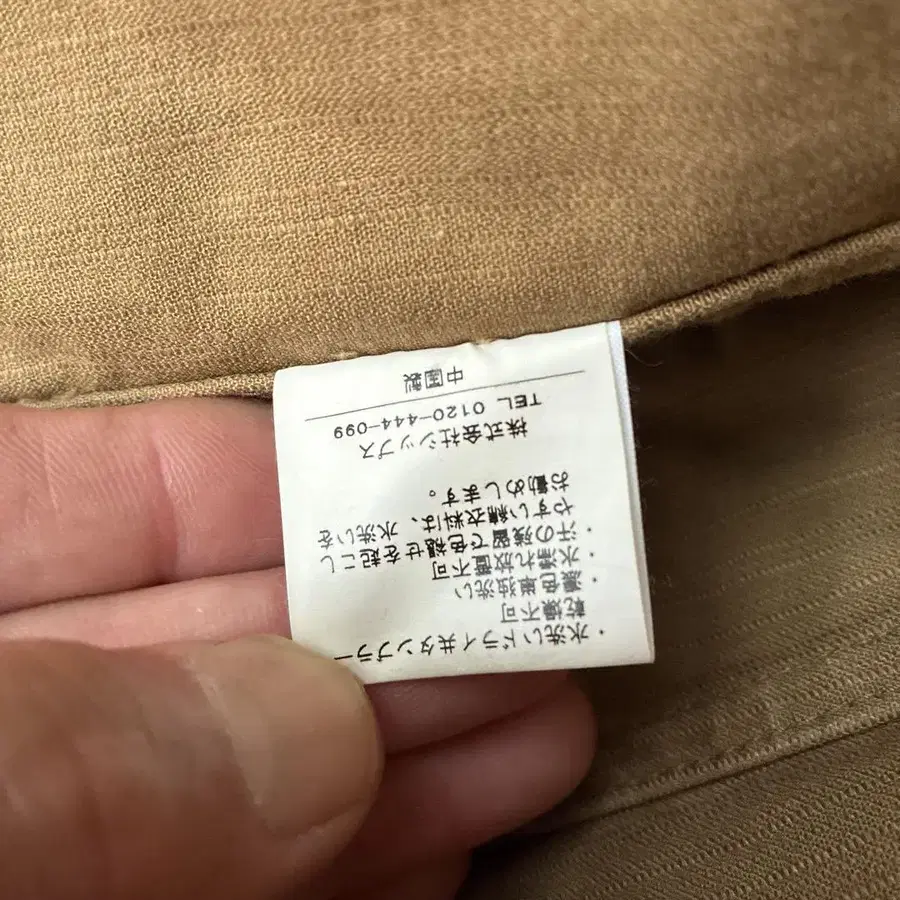 ・水洗いドライ共タンブラー
乾燥不可
・濃色単独洗い
・水濡れ放置不可
・汗の残留で色褪せを起こし
やすい繊衣料は、水洗いを
お勧めします。
株式会社シップス
TEL 0120-444-099
中国製